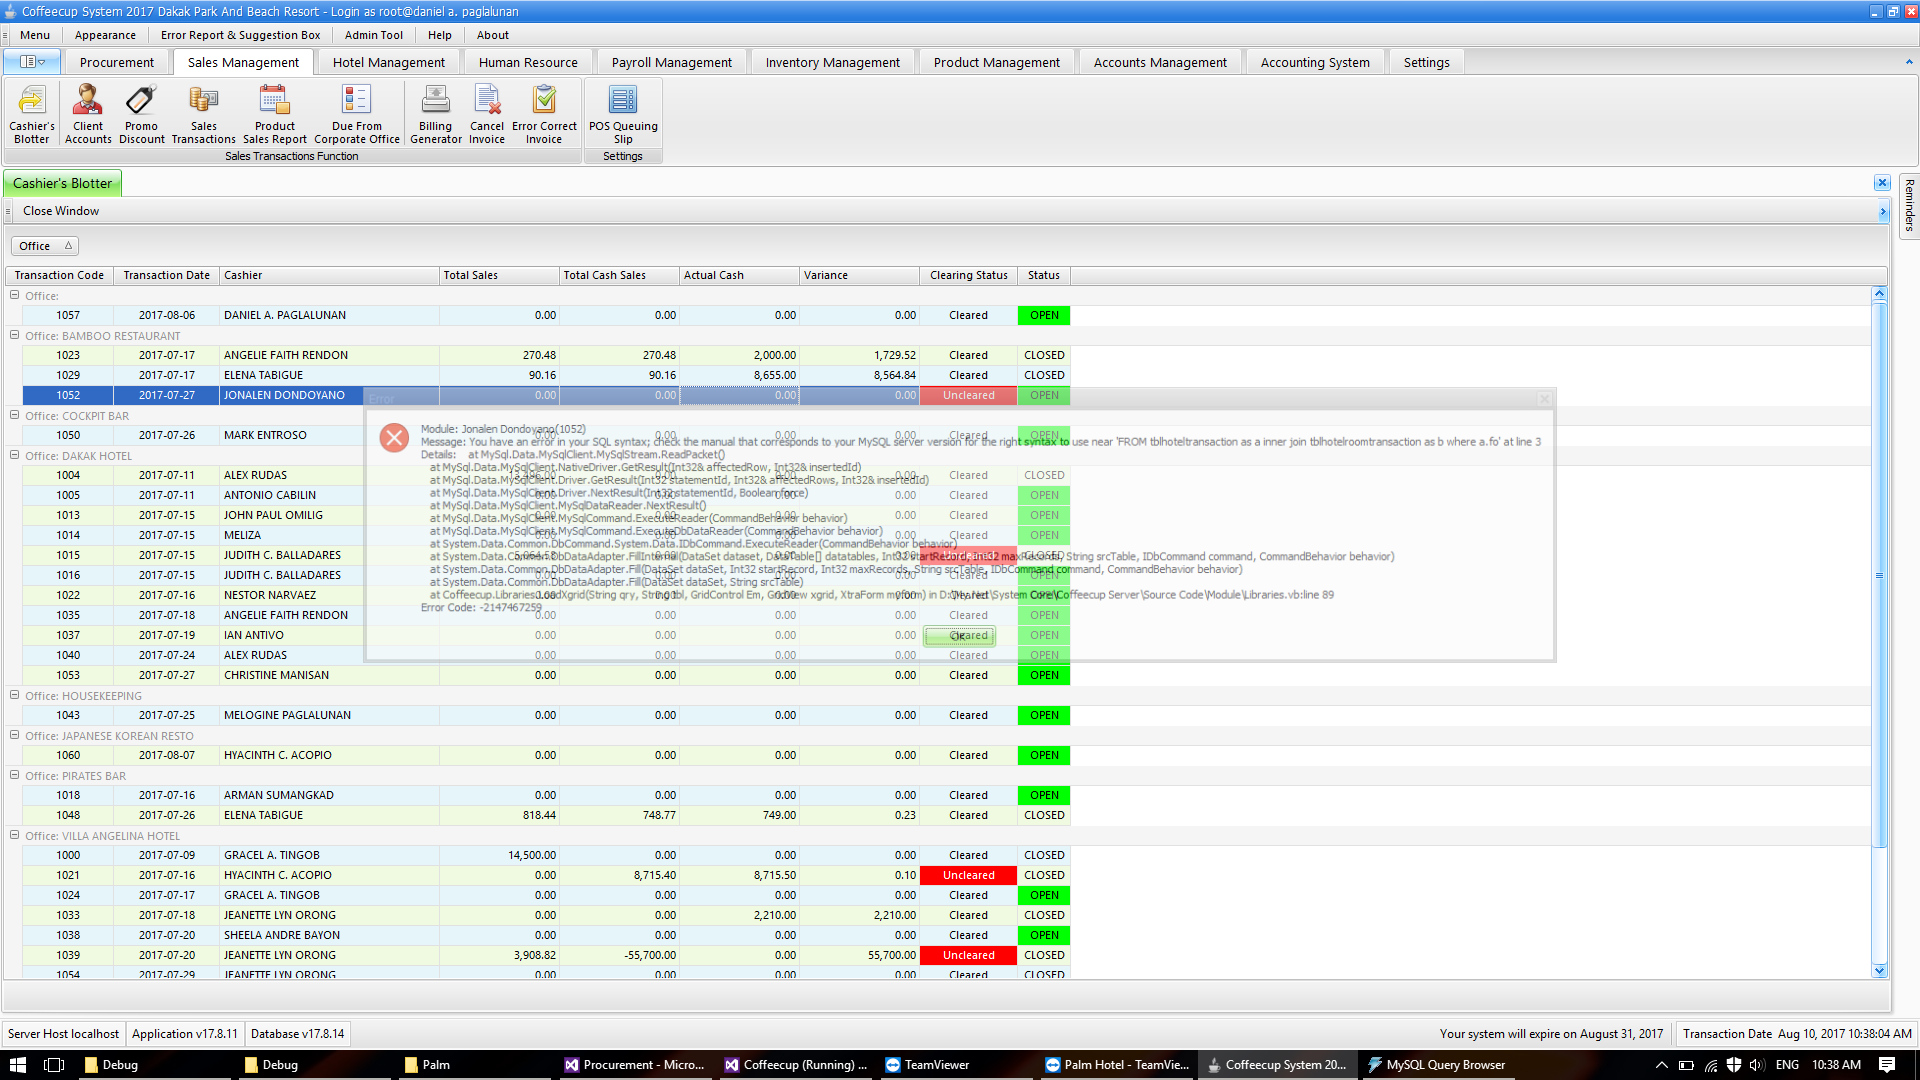 Coffeecup System 2017 Dakak Park And Beach Resort - Login as root@daniel a. paglalunan
Menu Appearance Error Report & Suggestion Box Admin Tool Help About
Procurement Sales Management Hotel Management Human Resource Payroll Management Inventory Management Product Management Accounts Management Accounting System Settings
Cashier's Blotter
Client Accounts
Promo Discount
Sales Transactions
Product Sales Report
Due From Corporate Office
Billing Generator
Cancel Invoice
Error Correct Invoice
POS Queuing Slip
Sales Transactions Function
Settings
Cashier's Blotter
Reminders
Close Window
Office
Transaction Code Transaction Date Cashier Total Sales Total Cash Sales Actual Cash Variance Clearing Status Status
Office:
1057 2017-08-06 DANIEL A. PAGLALUNAN 0.00 0.00 0.00 0.00 Cleared OPEN
Office: BAMBOO RESTAURANT
1023 2017-07-17 ANGELIE FAITH RENDON 270.48 270.48 2,000.00 1,729.52 Cleared CLOSED
1029 2017-07-17 ELENA TABIGUE 90.16 90.16 8,655.00 8,564.84 Cleared CLOSED
1052 2017-07-27 JONALEN DONDOYANO 0.00 0.00 0.00 0.00 Uncleared OPEN
Office: COCKPIT BAR
1050 2017-07-26 MARK ENTROSO
Office: DAKAK HOTEL
1004 2017-07-11 ALEX RUDAS 0.00 Cleared CLOSED
1005 2017-07-11 ANTONIO CABILIN 0.00 Cleared OPEN
1013 2017-07-15 JOHN PAUL OMILIG 0.00 Cleared OPEN
1014 2017-07-15 MELIZA 0.00 Cleared OPEN
1015 2017-07-15 JUDITH C. BALLADARES 5,064.58 0.00 Uncleared CLOSED
1016 2017-07-15 JUDITH C. BALLADARES 0.00 Cleared OPEN
1022 2017-07-16 NESTOR NARVAEZ 0.00 Cleared OPEN
1035 2017-07-18 ANGELIE FAITH RENDON 0.00 0.00 0.00 0.00 Cleared OPEN
1037 2017-07-19 IAN ANTIVO 0.00 0.00 0.00 0.00 Cleared OPEN
1040 2017-07-24 ALEX RUDAS 0.00 0.00 0.00 0.00 Cleared OPEN
1053 2017-07-27 CHRISTINE MANISAN 0.00 0.00 0.00 0.00 Cleared OPEN
Office: HOUSEKEEPING
1043 2017-07-25 MELOGINE PAGLALUNAN 0.00 0.00 0.00 0.00 Cleared OPEN
Office: JAPANESE KOREAN RESTO
1060 2017-08-07 HYACINTH C. ACOPIO 0.00 0.00 0.00 0.00 Cleared OPEN
Office: PIRATES BAR
1018 2017-07-16 ARMAN SUMANGKAD 0.00 0.00 0.00 0.00 Cleared OPEN
1048 2017-07-26 ELENA TABIGUE 818.44 748.77 749.00 0.23 Cleared CLOSED
Office: VILLA ANGELINA HOTEL
1000 2017-07-09 GRACEL A. TINGOB 14,500.00 0.00 0.00 0.00 Cleared CLOSED
1021 2017-07-16 HYACINTH C. ACOPIO 0.00 8,715.40 8,715.50 0.10 Uncleared CLOSED
1024 2017-07-17 GRACEL A. TINGOB 0.00 0.00 0.00 0.00 Cleared OPEN
1033 2017-07-18 JEANETTE LYN ORONG 0.00 0.00 2,210.00 2,210.00 Cleared CLOSED
1038 2017-07-20 SHEELA ANDRE BAYON 0.00 0.00 0.00 0.00 Cleared OPEN
1039 2017-07-20 JEANETTE LYN ORONG 3,908.82 -55,700.00 0.00 55,700.00 Uncleared CLOSED
1054 2017-07-29 JEANETTE LYN ORONG 0.00 0.00 0.00 0.00 Cleared CLOSED
Error
Module: Jonalen Dondoyano(1052)
Message: You have an error in your SQL syntax; check the manual that corresponds to your MySQL server version for the right syntax to use near 'FROM tblhoteltransaction as a inner join tblhotelroomtransaction as b where a.fo' at line 3
Details: at MySql.Data.MySqlClient.MySqlStream.ReadPacket()
at MySql.Data.MySqlClient.NativeDriver.GetResult(Int32& affectedRow, Int32& insertedId)
at MySql.Data.MySqlClient.Driver.GetResult(Int32 statementId, Int32& affectedRows, Int32& insertedId)
at MySql.Data.MySqlClient.Driver.NextResult(Int32 statementId, Boolean force)
at MySql.Data.MySqlClient.MySqlDataReader.NextResult()
at MySql.Data.MySqlClient.MySqlCommand.ExecuteReader(CommandBehavior behavior)
at MySql.Data.MySqlClient.MySqlCommand.ExecuteDbDataReader(CommandBehavior behavior)
at System.Data.Common.DbCommand.System.Data.IDbCommand.ExecuteReader(CommandBehavior behavior)
at System.Data.Common.DbDataAdapter.FillInternal(DataSet dataset, DataTable[] datatables, Int32 startRecord, Int32 maxRecords, String srcTable, IDbCommand command, CommandBehavior behavior)
at System.Data.Common.DbDataAdapter.Fill(DataSet dataSet, Int32 startRecord, Int32 maxRecords, String srcTable, IDbCommand command, CommandBehavior behavior)
at System.Data.Common.DbDataAdapter.Fill(DataSet dataSet, String srcTable)
at Coffeecup.Libraries.LoadXgrid(String qry, String tbl, GridControl Em, GridView xgrid, XtraForm myform) in D:\My .Net\System Core\Coffeecup Server\Source Code\Module\Libraries.vb:line 89
Error Code: -2147467259
OK
Server Host localhost Application v17.8.11 Database v17.8.14 Your system will expire on August 31, 2017 Transaction Date Aug 10, 2017 10:38:04 AM
Debug Debug Palm Procurement - Micro... Coffeecup (Running) ... TeamViewer Palm Hotel - TeamVie... Coffeecup System 20... MySQL Query Browser ENG 10:38 AM